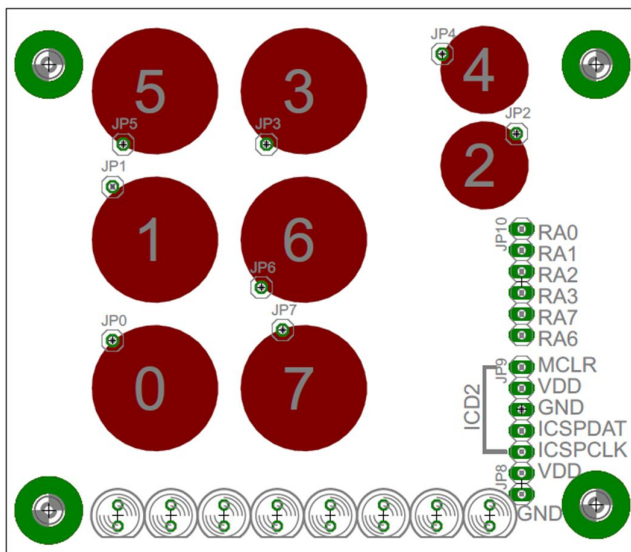 JP4
5
3
4
JP2
JP5
JP3
2
JP1
1
6
JP10
RA0
RA1
RA2
RA3
RA7
RA6
JP6
JP7
JP0
0
7
JP9
MCLR
VDD
GND
ICSPDAT
ICSPCLK
VDD
GND
ICD2
JP8